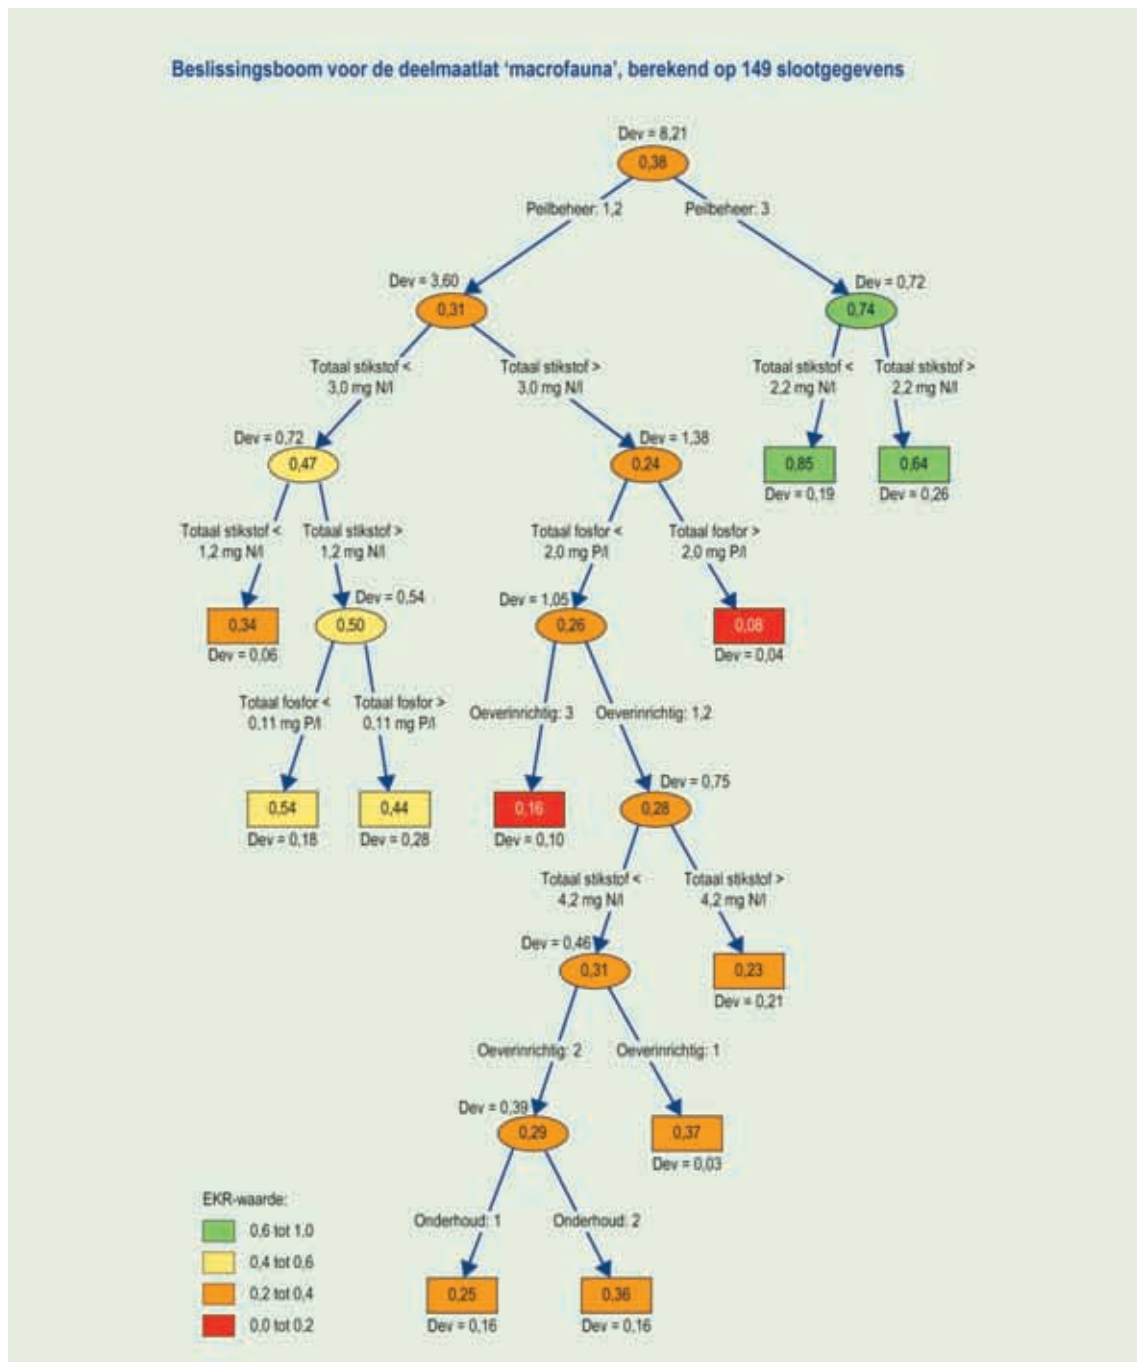 Beslissingsboom voor de deelmaatlat 'macrofauna', berekend op 149 slootgegevens
Dev = 8,21
0,38
Peilbeheer: 1,2
Peilbeheer: 3
Dev = 3,60
0,31
Dev = 0,72
0,74
Totaal stikstof <
3,0 mg N/l
Totaal stikstof >
3,0 mg N/l
Totaal stikstof <
2,2 mg N/l
Totaal stikstof >
2,2 mg N/l
Dev = 0,72
0,47
Dev = 1,38
0,24
0,85
Dev = 0,19
0,64
Dev = 0,26
Totaal stikstof <
1,2 mg N/l
Totaal stikstof >
1,2 mg N/l
Totaal fosfor <
2,0 mg P/l
Totaal fosfor >
2,0 mg P/l
0,34
Dev = 0,06
Dev = 0,54
0,50
Dev = 1,05
0,26
0,08
Dev = 0,04
Totaal fosfor <
0,11 mg P/l
Totaal fosfor >
0,11 mg P/l
Oeverinrichtig: 3
Oeverinrichtig: 1,2
0,54
Dev = 0,18
0,44
Dev = 0,28
0,16
Dev = 0,10
Dev = 0,75
0,28
Totaal stikstof <
4,2 mg N/l
Totaal stikstof >
4,2 mg N/l
Dev = 0,46
0,31
0,23
Dev = 0,21
Oeverinrichtig: 2
Oeverinrichtig: 1
Dev = 0,39
0,29
0,37
Dev = 0,03
Onderhoud: 1
Onderhoud: 2
0,25
Dev = 0,16
0,36
Dev = 0,16
EKR-waarde:
0,6 tot 1.0
0,4 tot 0,6
0,2 tot 0,4
0,0 tot 0,2